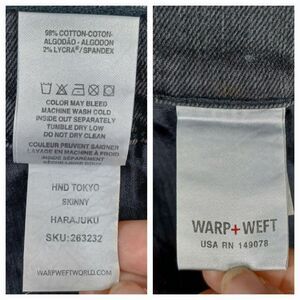 98% COTTON-COTON-
ALGODÃO - ALGODON
2% LYCRA®/ SPANDEX
COLOR MAY BLEED
MACHINE WASH COLD
INSIDE OUT SEPARATELY
TUMBLE DRY LOW
DO NOT DRY CLEAN
COULEUR PEUVENT SAIGNER
LAVAGE EN MACHINE À FROID
INSIDE SÉPARÉMENT
HND TOKYO
SKINNY
HARAJUKU
SKU:263232
WARPWEFTWORLD.COM
WARP+WEFT
USA RN 149078